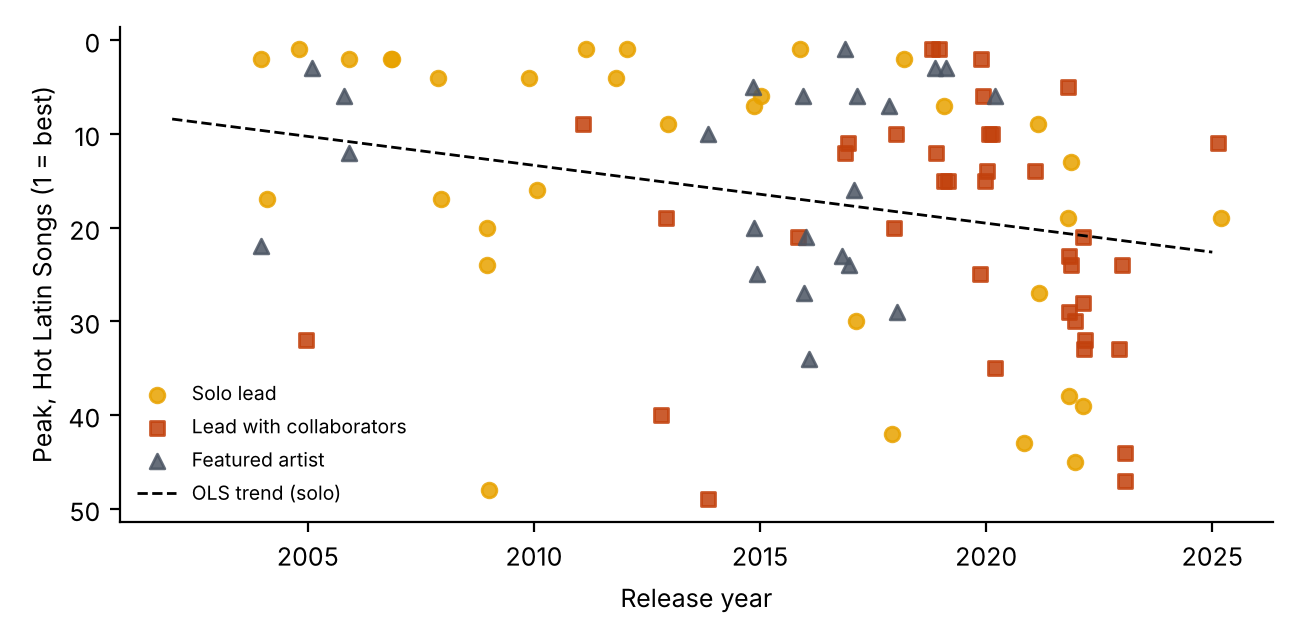 0
10
20
30
40
50
Peak, Hot Latin Songs (1 = best)
Solo lead
Lead with collaborators
Featured artist
OLS trend (solo)
2005
2010
2015
2020
2025
Release year